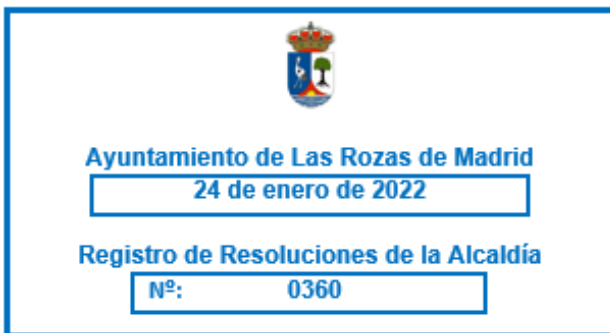 Ayuntamiento de Las Rozas de Madrid
24 de enero de 2022
Registro de Resoluciones de la Alcaldía
Nº: 0360